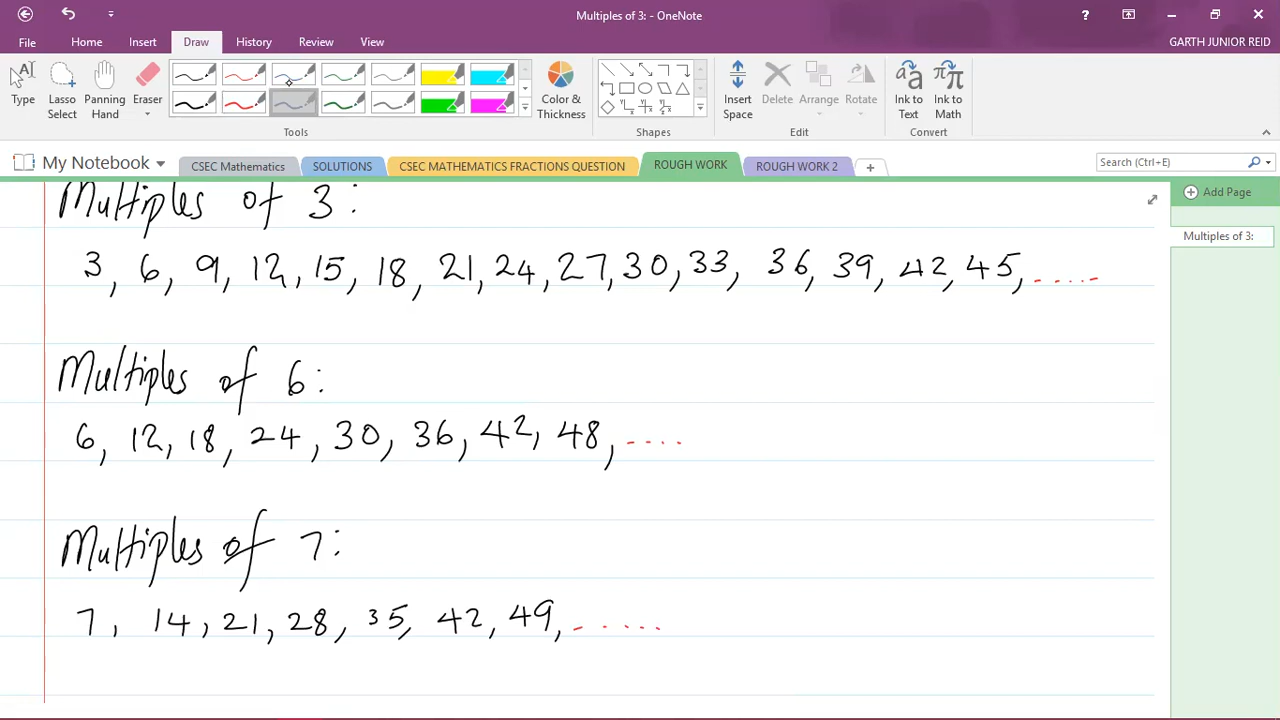 Multiples of 3: - OneNote
GARTH JUNIOR REID
File Home Insert Draw History Review View
Type
Lasso Select
Panning Hand
Eraser
Color & Thickness
Insert Space
Delete
Arrange
Rotate
Ink to Text
Ink to Math
Tools
Shapes
Edit
Convert
My Notebook
CSEC Mathematics
SOLUTIONS
CSEC MATHEMATICS FRACTIONS QUESTION
ROUGH WORK
ROUGH WORK 2
Search (Ctrl+E)
Add Page
Multiples of 3:
Multiples of 3:
3, 6, 9, 12, 15, 18, 21, 24, 27, 30, 33, 36, 39, 42, 45, .....
Multiples of 6:
6, 12, 18, 24, 30, 36, 42, 48, ....
Multiples of 7:
7, 14, 21, 28, 35, 42, 49, .....